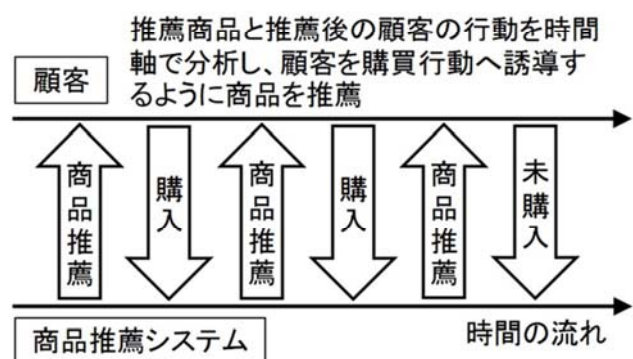 推薦商品と推薦後の顧客の行動を時間
軸で分析し、顧客を購買行動へ誘導す
るように商品を推薦
顧客
商品推薦
購入
商品推薦
購入
商品推薦
未購入
商品推薦システム
時間の流れ